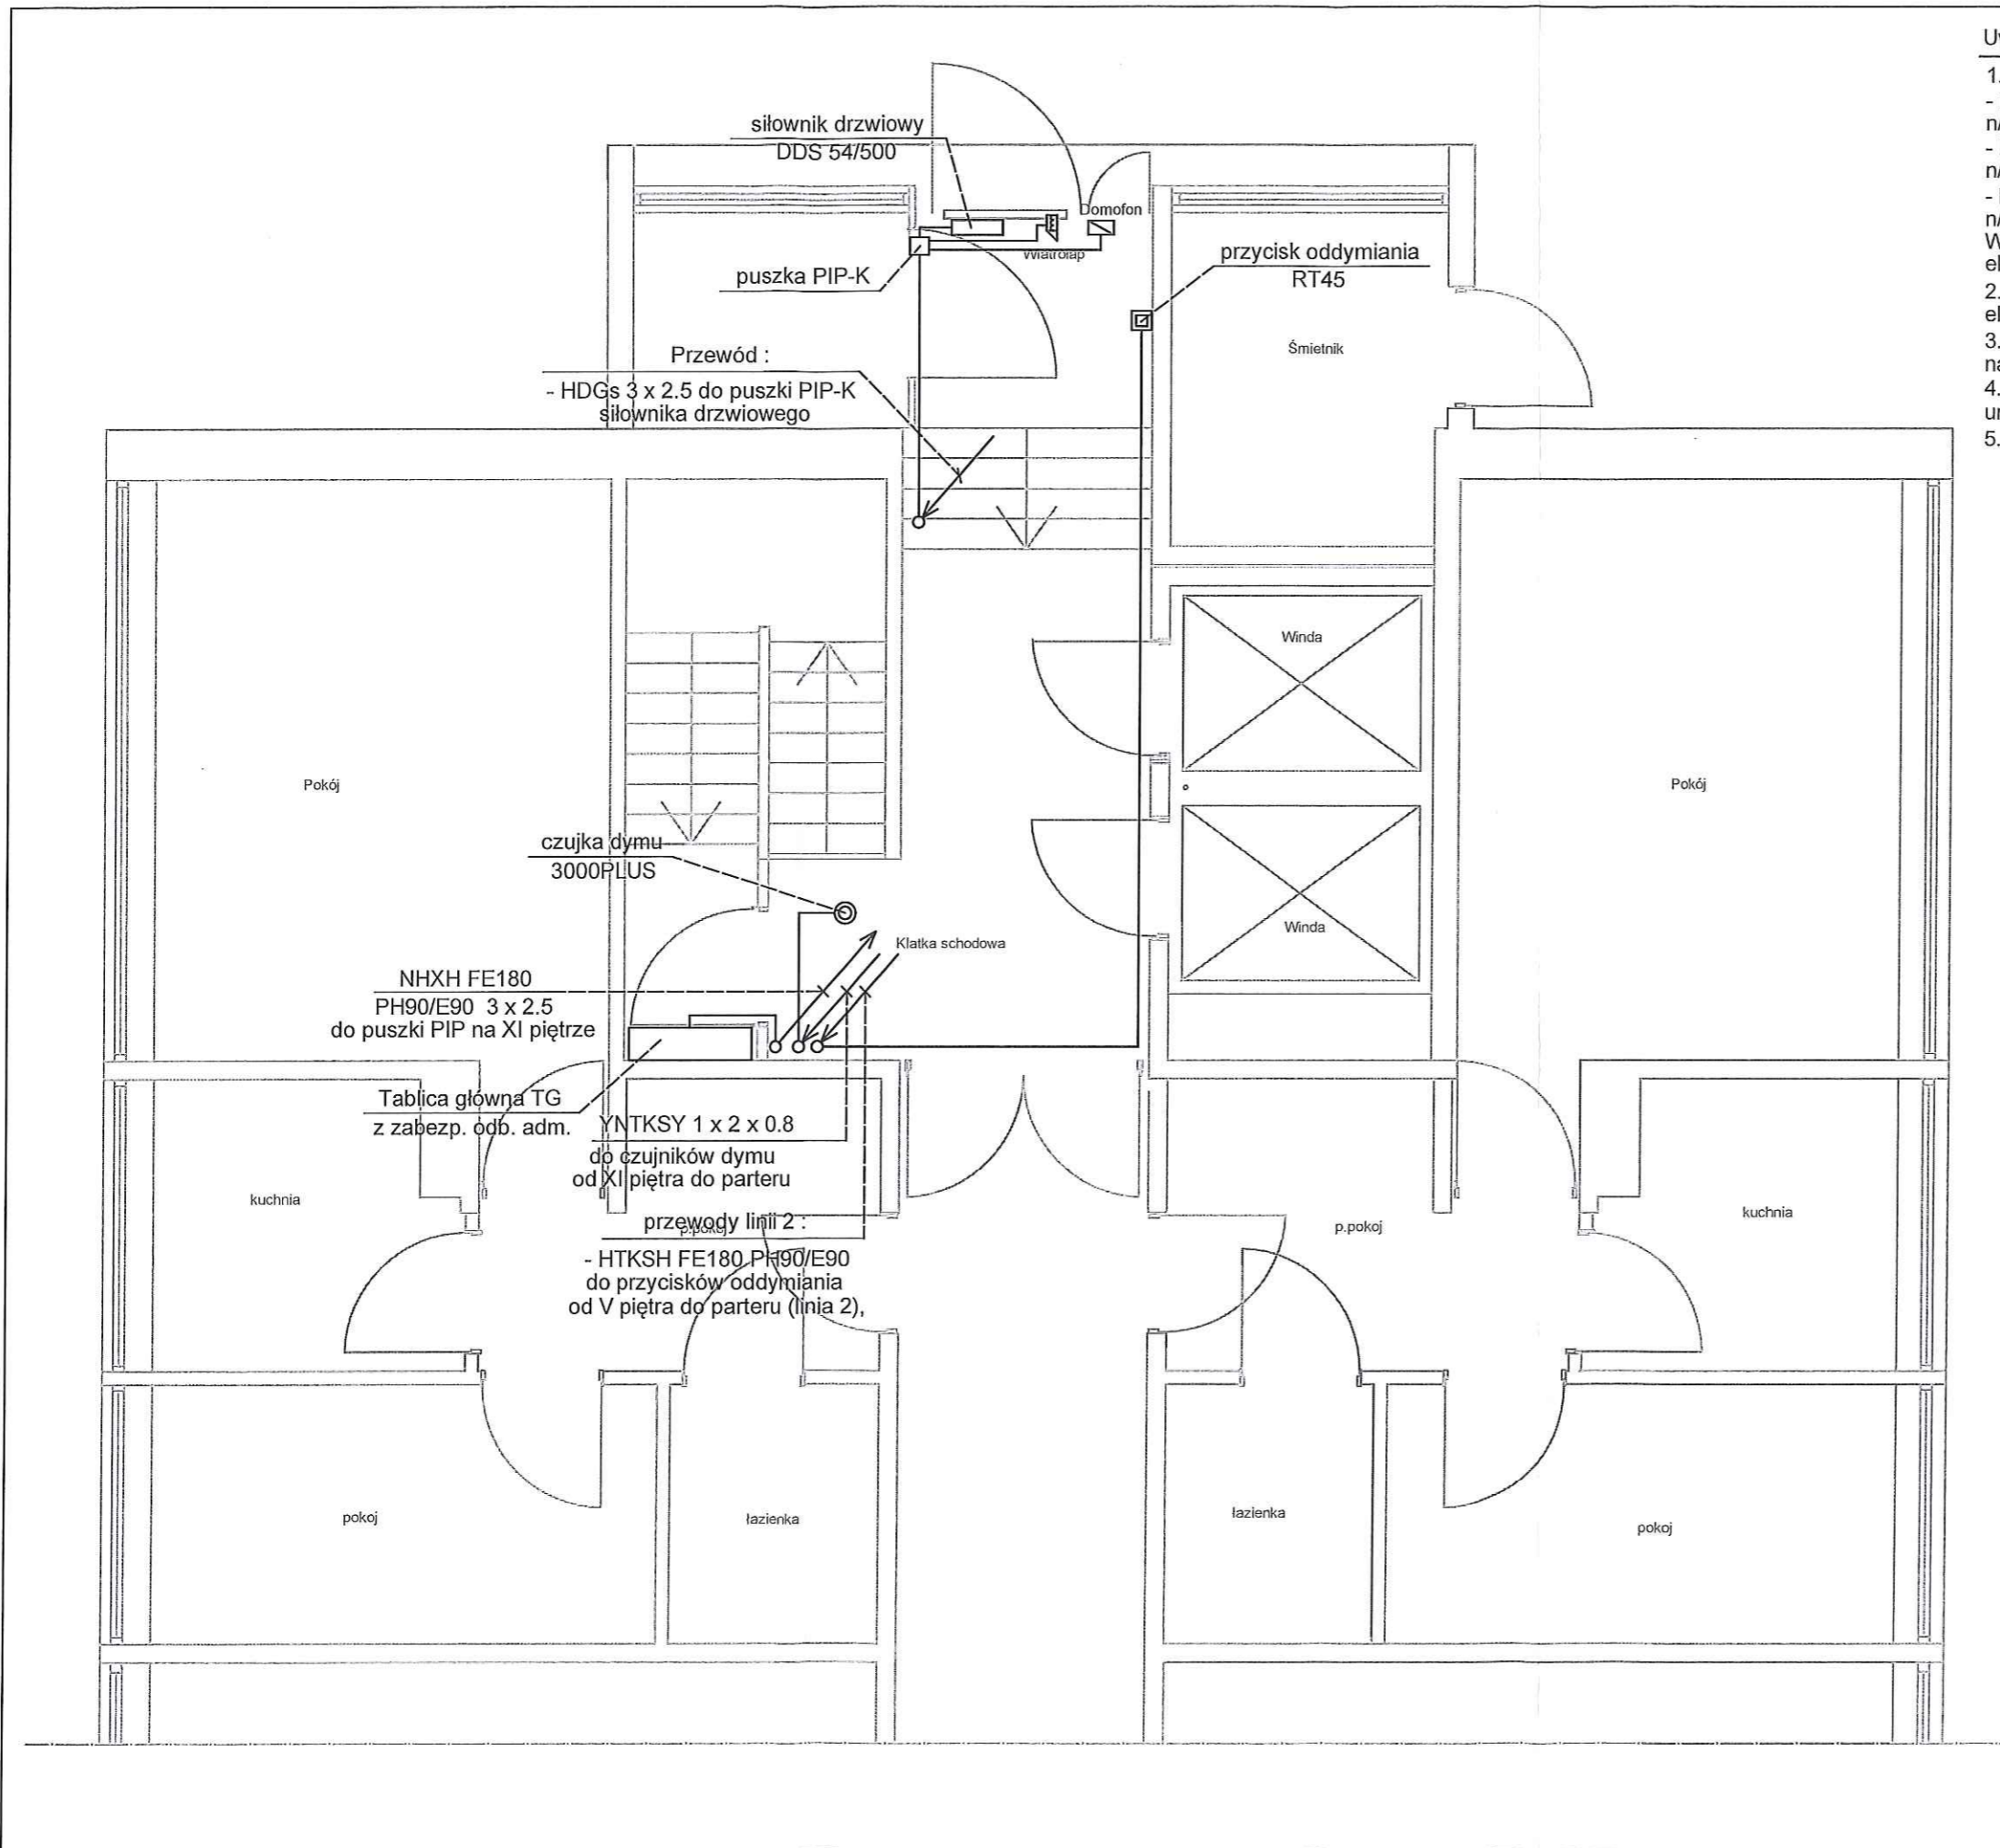 siłownik drzwiowy
DDS 54/500
Domofon
Wiatrołap
puszka PIP-K
przycisk oddymiania
RT45
Śmietnik
Przewód :
- HDGs 3 x 2.5 do puszki PIP-K
siłownika drzwiowego
Winda
Pokój
Pokój
czujka dymu
3000PLUS
Winda
Klatka schodowa
NHXH FE180
PH90/E90 3 x 2.5
do puszki PIP na XI piętrze
Tablica główna TG
z zabezp. odb. adm.
YNTKSY 1 x 2 x 0.8
do czujników dymu
od XI piętra do parteru
kuchnia
przewody linii 2 :
p.pokoj
- HTKSH FE180 PH90/E90
do przycisków oddymiania
od V piętra do parteru (linia 2),
p.pokoj
kuchnia
pokoj
łazienka
łazienka
pokoj
1.
-
-
-
2.
3.
4.
5.